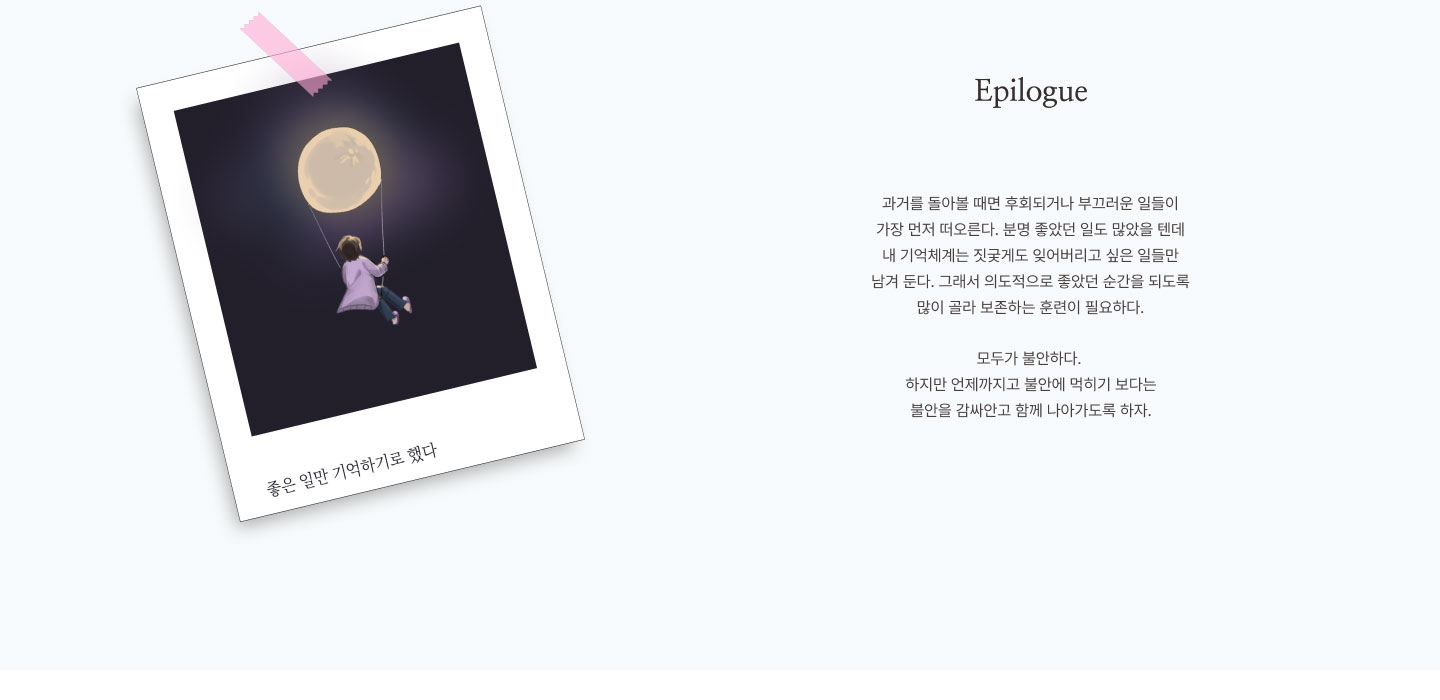 Epilogue
과거를 돌아볼 때면 후회되거나 부끄러운 일들이
가장 먼저 떠오른다. 분명 좋았던 일도 많았을 텐데
내 기억체계는 짓궂게도 잊어버리고 싶은 일들만
남겨 둔다. 그래서 의도적으로 좋았던 순간을 되도록
많이 골라 보존하는 훈련이 필요하다.
모두가 불안하다.
하지만 언제까지고 불안에 먹히기 보다는
불안을 감싸안고 함께 나아가도록 하자.
좋은 일만 기억하기로 했다